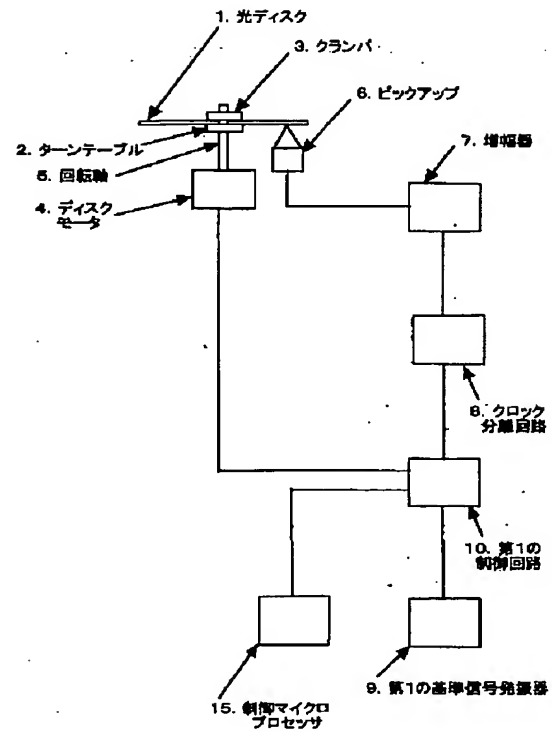 1. 光ディスク
3. クランパ
6. ピックアップ
2. ターンテーブル
5. 回転軸
4. ディスク
モータ
7. 増幅器
8. クロック
分離回路
10. 第1の
制御回路
15. 制御マイクロ
プロセッサ
9. 第1の基準信号発振器